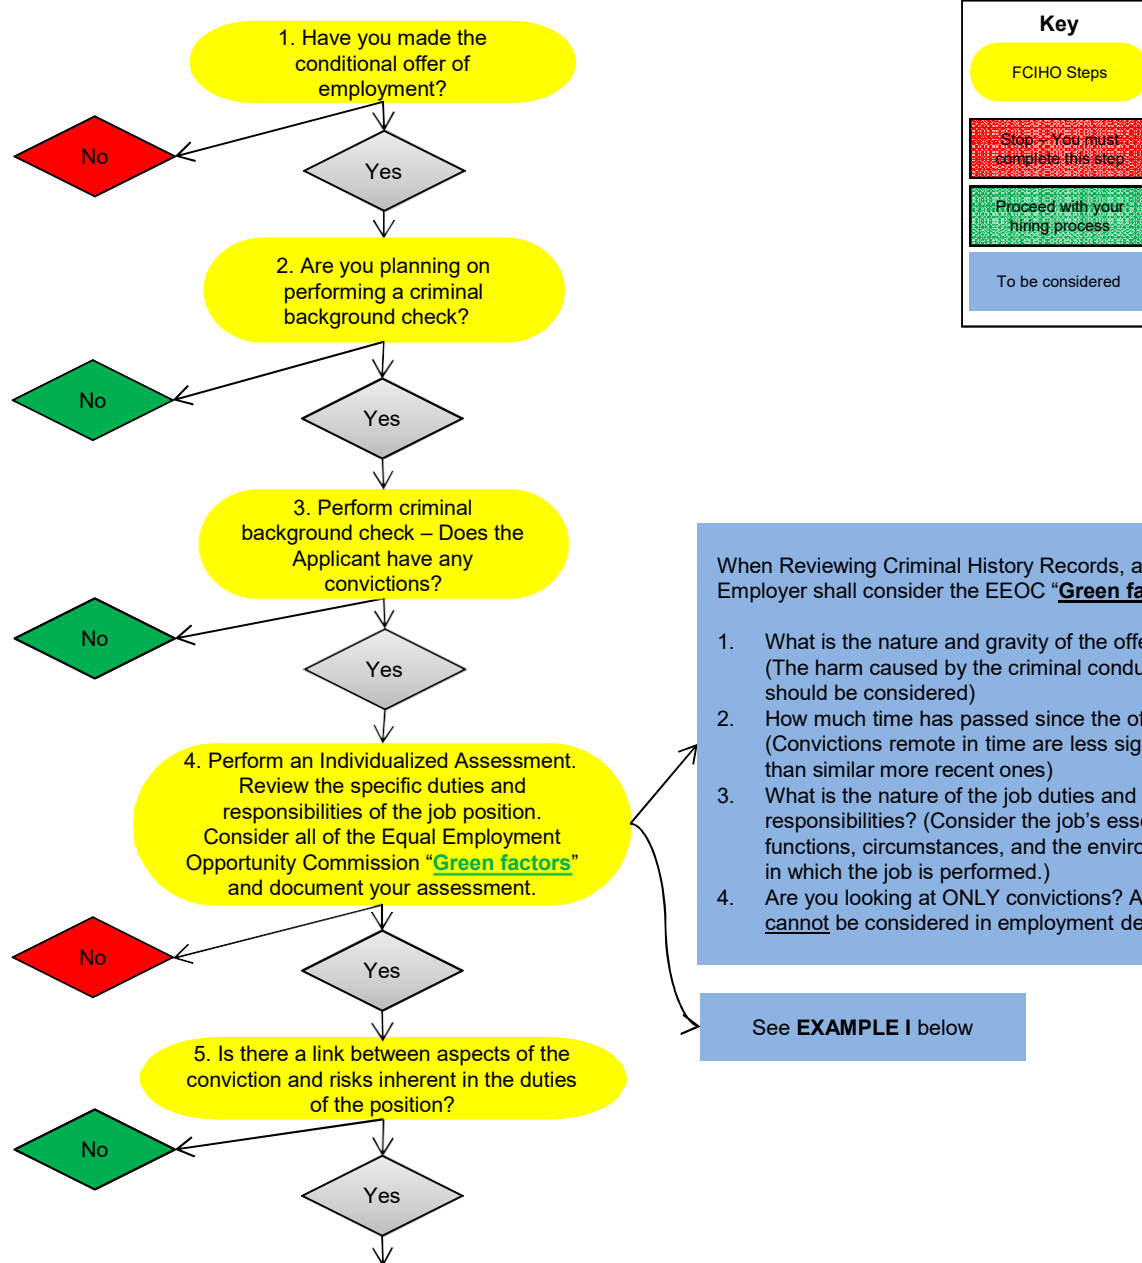 1. Have you made the
conditional offer of
employment?
No
Yes
2. Are you planning on
performing a criminal
background check?
No
Yes
3. Perform criminal
background check – Does the
Applicant have any
convictions?
No
Yes
4. Perform an Individualized Assessment.
Review the specific duties and
responsibilities of the job position.
Consider all of the Equal Employment
Opportunity Commission “Green factors”
and document your assessment.
No
Yes
5. Is there a link between aspects of the
conviction and risks inherent in the duties
of the position?
No
Yes
Key
FCIHO Steps
Stop – You must
complete this step
Proceed with your
hiring process
To be considered
When Reviewing Criminal History Records, a
Employer shall consider the EEOC “Green fa
1. What is the nature and gravity of the offe
(The harm caused by the criminal condu
should be considered)
2. How much time has passed since the of
(Convictions remote in time are less sig
than similar more recent ones)
3. What is the nature of the job duties and
responsibilities? (Consider the job’s esse
functions, circumstances, and the enviro
in which the job is performed.)
4. Are you looking at ONLY convictions? A
cannot be considered in employment de
See EXAMPLE I below